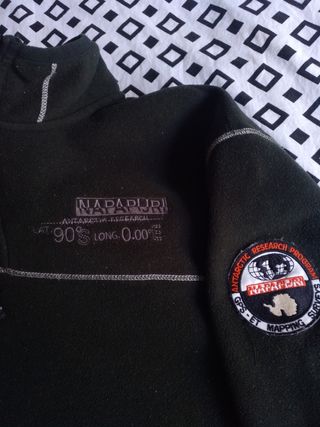 NAPAPIJRI
ANTARCTIC RESEARCH
LAT. 90°S LONG. 0.00°
ANTARCTIC RESEARCH PROGRAM
NAPAPIJRI
GPS - ET MAPPING SURVEYS